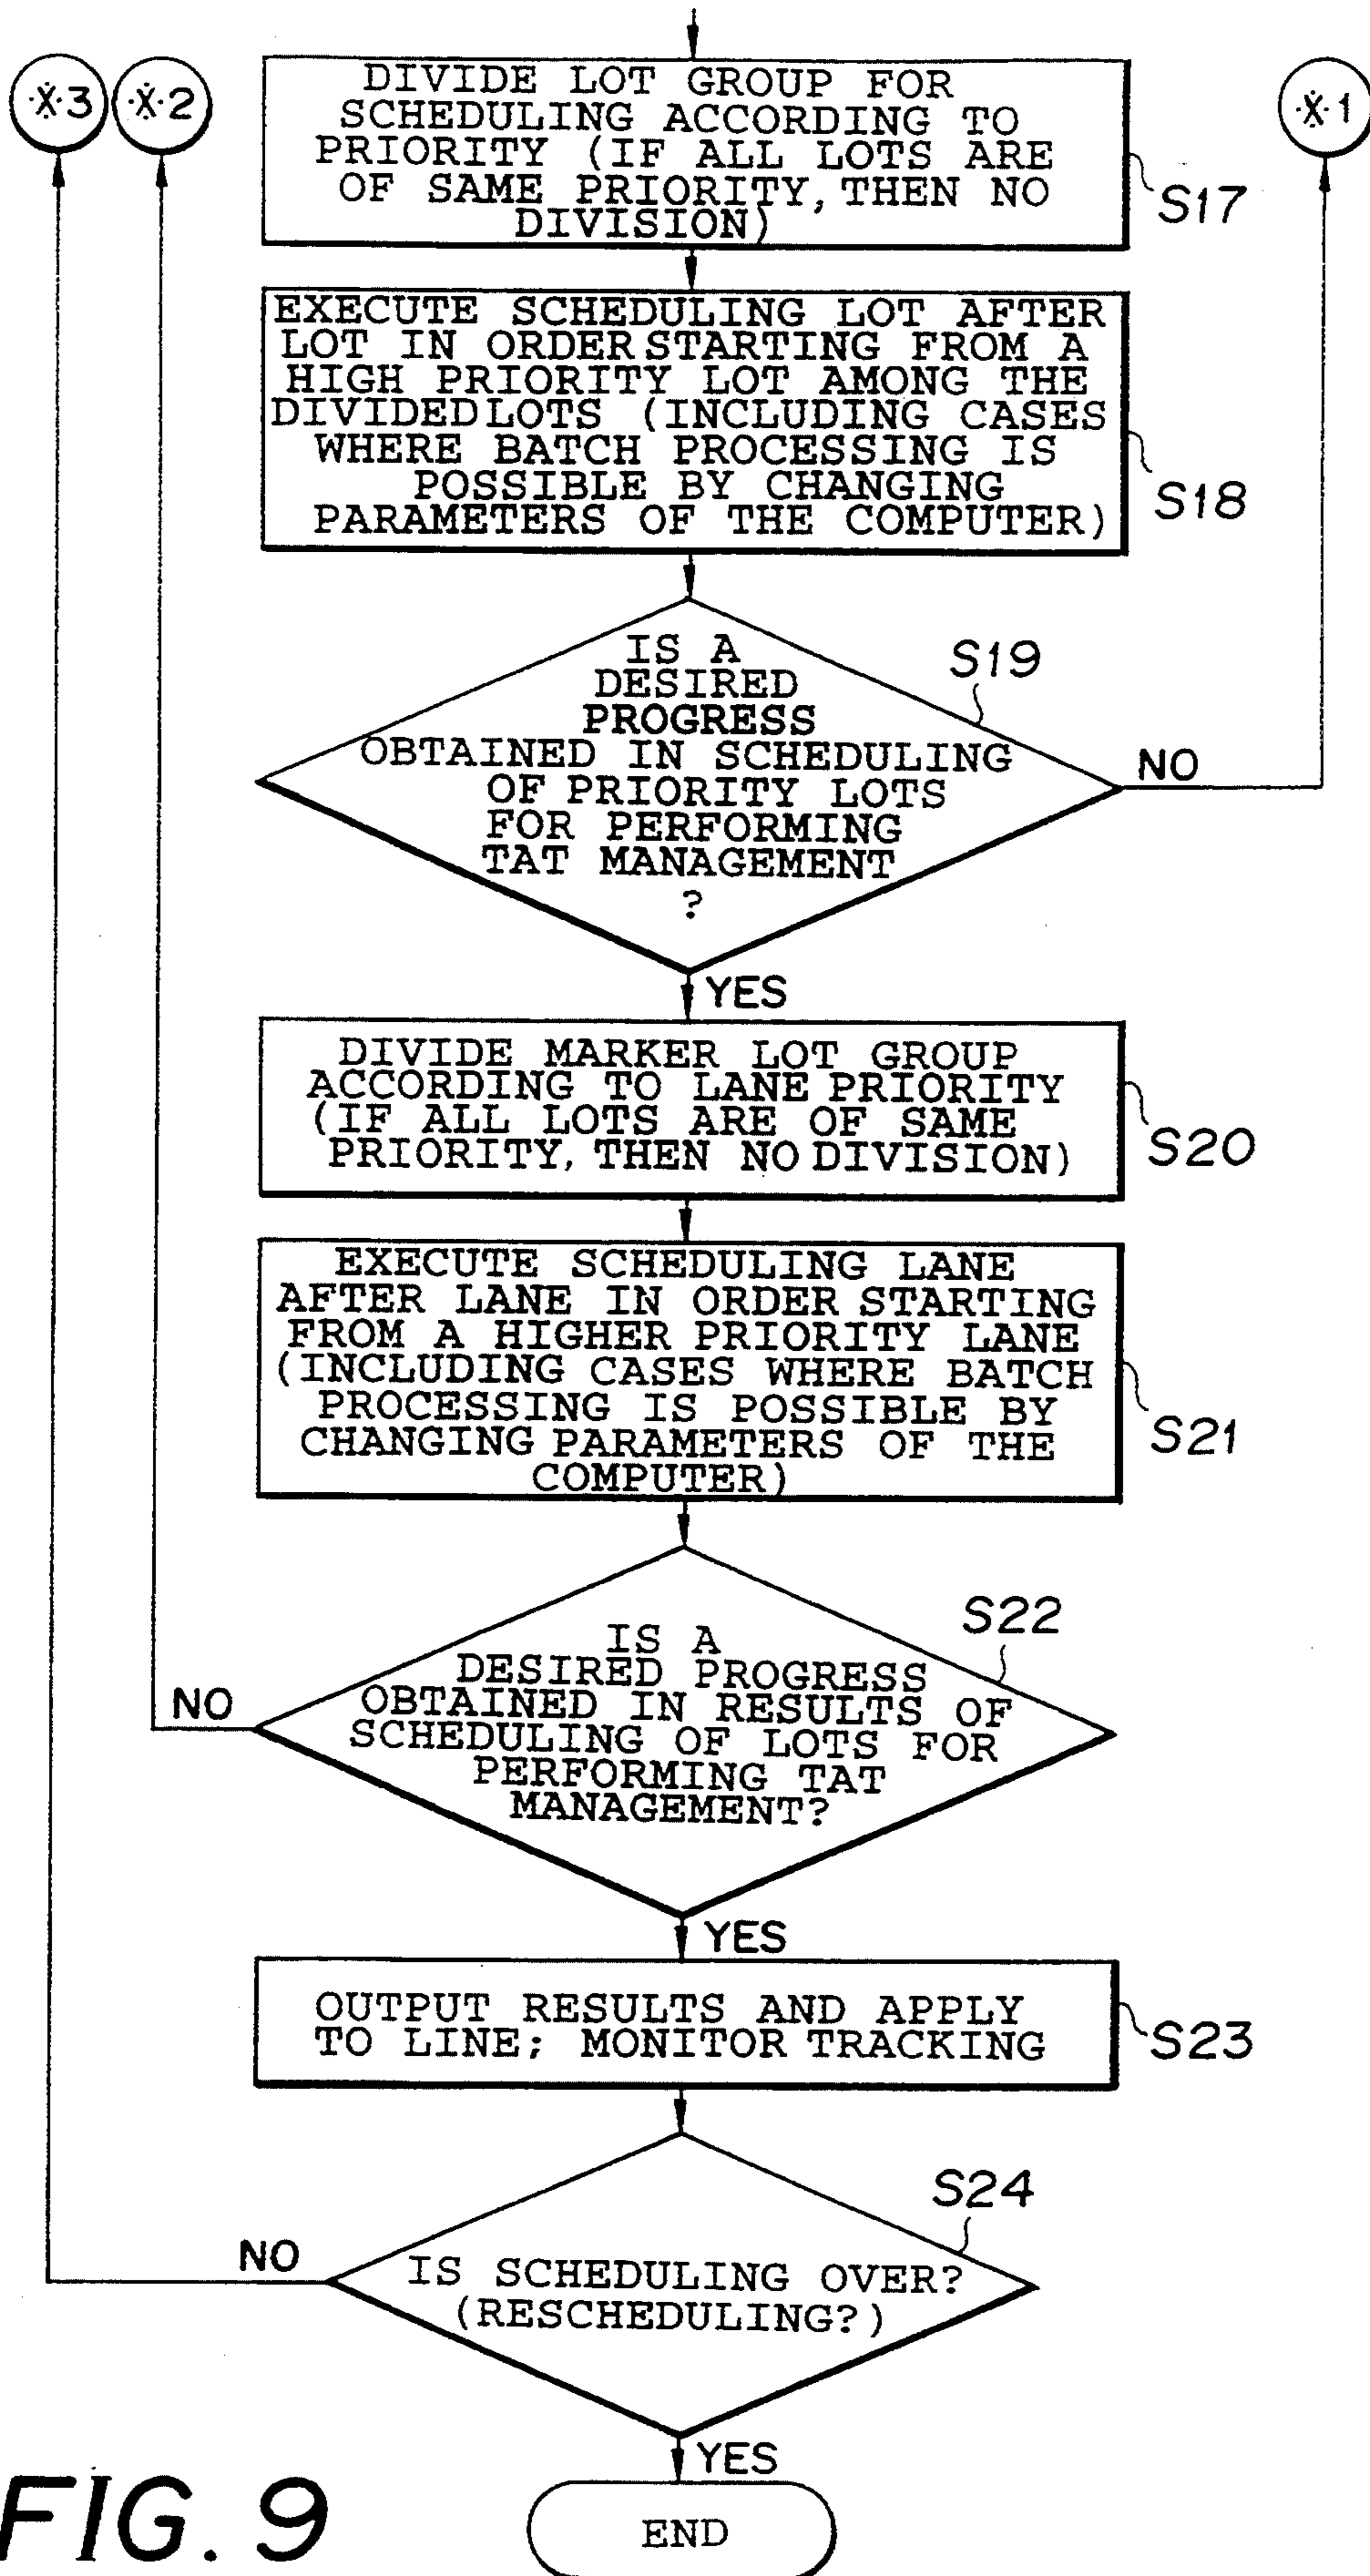 ※3
※2
※1
DIVIDE LOT GROUP FOR
SCHEDULING ACCORDING TO
PRIORITY (IF ALL LOTS ARE
OF SAME PRIORITY, THEN NO
DIVISION)
S17
EXECUTE SCHEDULING LOT AFTER
LOT IN ORDER STARTING FROM A
HIGH PRIORITY LOT AMONG THE
DIVIDED LOTS (INCLUDING CASES
WHERE BATCH PROCESSING IS
POSSIBLE BY CHANGING
PARAMETERS OF THE COMPUTER)
S18
IS A
DESIRED
PROGRESS
OBTAINED IN SCHEDULING
OF PRIORITY LOTS
FOR PERFORMING
TAT MANAGEMENT
?
S19
NO
YES
DIVIDE MARKER LOT GROUP
ACCORDING TO LANE PRIORITY
(IF ALL LOTS ARE OF SAME
PRIORITY, THEN NO DIVISION)
S20
EXECUTE SCHEDULING LANE
AFTER LANE IN ORDER STARTING
FROM A HIGHER PRIORITY LANE
(INCLUDING CASES WHERE BATCH
PROCESSING IS POSSIBLE BY
CHANGING PARAMETERS OF THE
COMPUTER)
S21
IS A
DESIRED PROGRESS
OBTAINED IN RESULTS OF
SCHEDULING OF LOTS FOR
PERFORMING TAT
MANAGEMENT?
S22
NO
YES
OUTPUT RESULTS AND APPLY
TO LINE; MONITOR TRACKING
S23
IS SCHEDULING OVER?
(RESCHEDULING?)
S24
NO
YES
END
FIG. 9